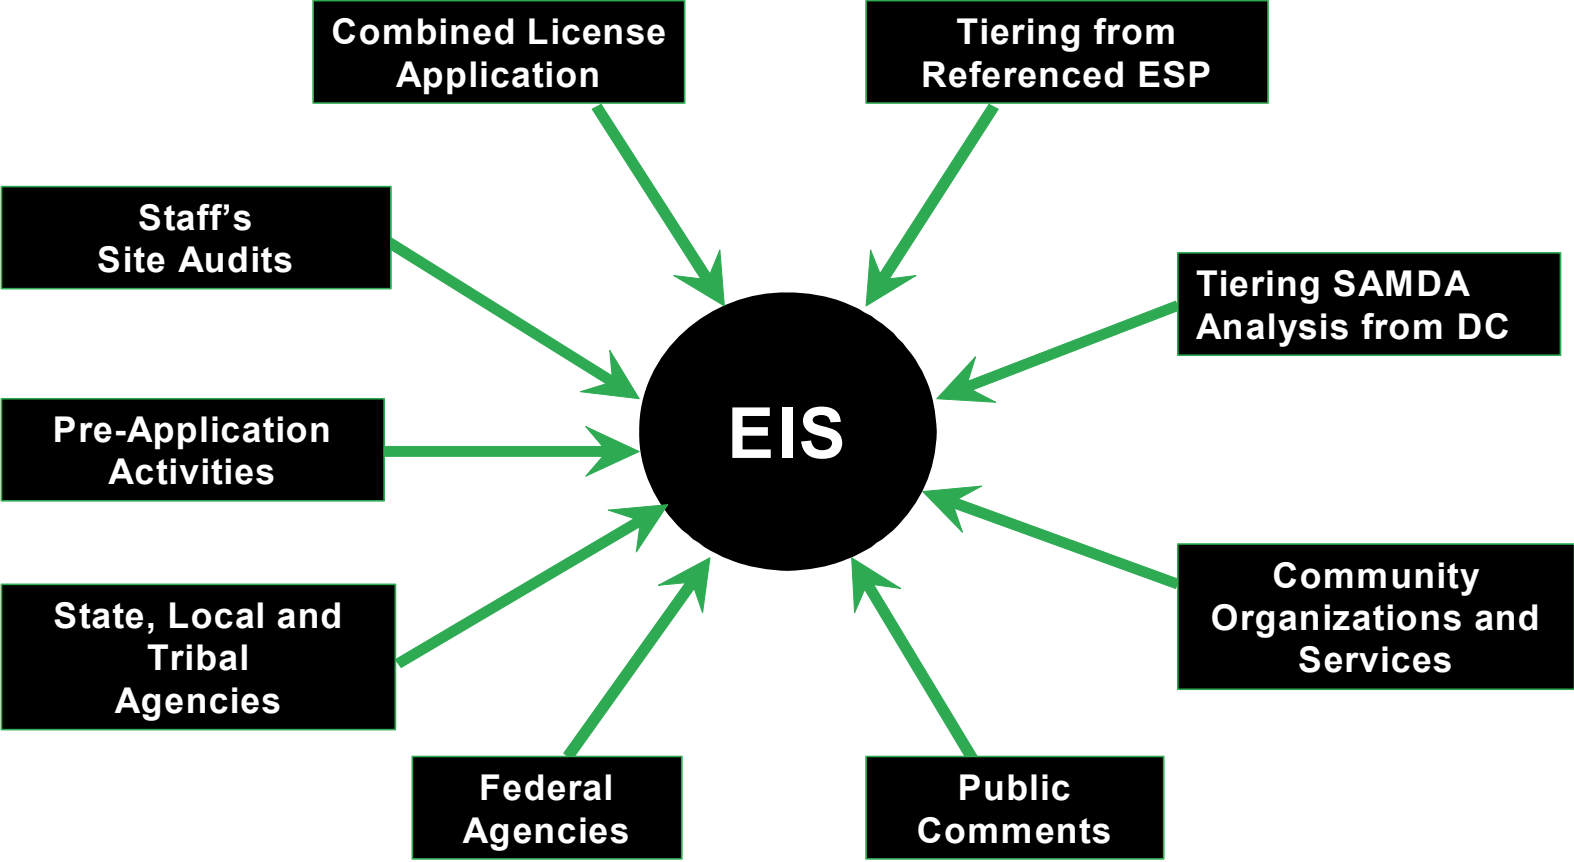 Combined License
Application
Tiering from
Referenced ESP
Staff’s
Site Audits
Tiering SAMDA
Analysis from DC
Pre-Application
Activities
EIS
State, Local and
Tribal
Agencies
Community
Organizations and
Services
Federal
Agencies
Public
Comments